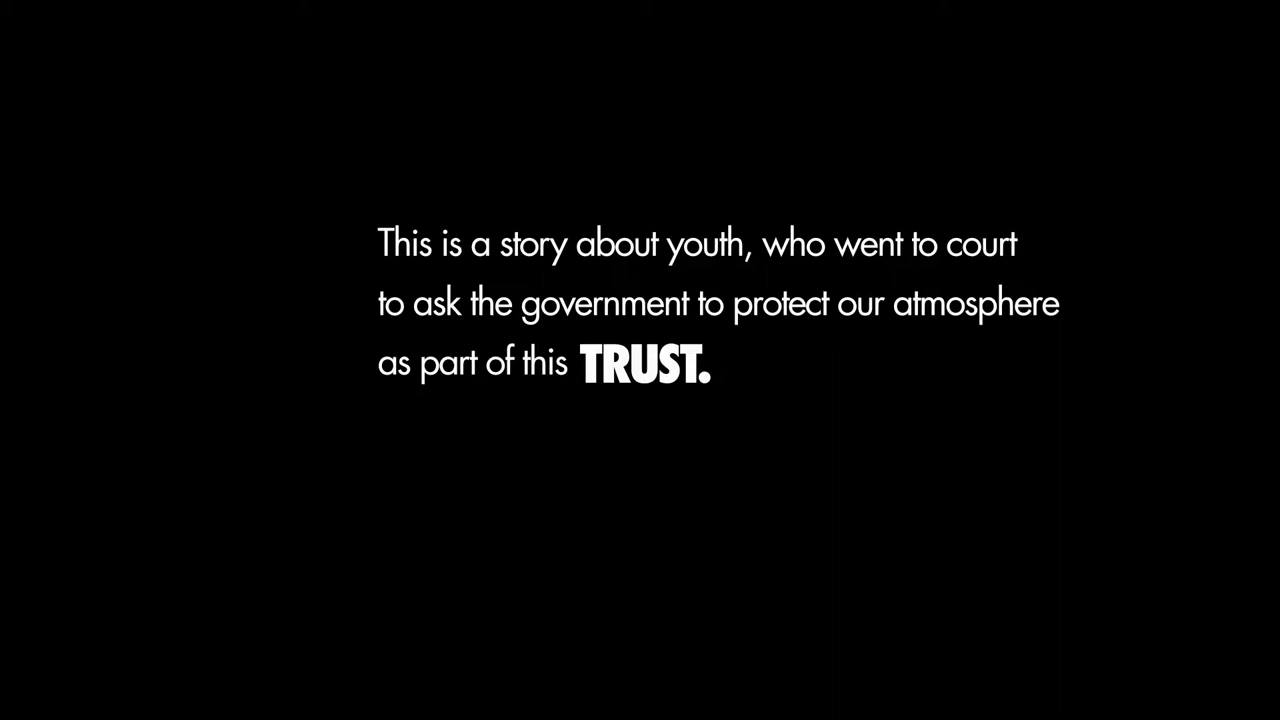 This is a story about youth, who went to court
to ask the government to protect our atmosphere
as part of this TRUST.